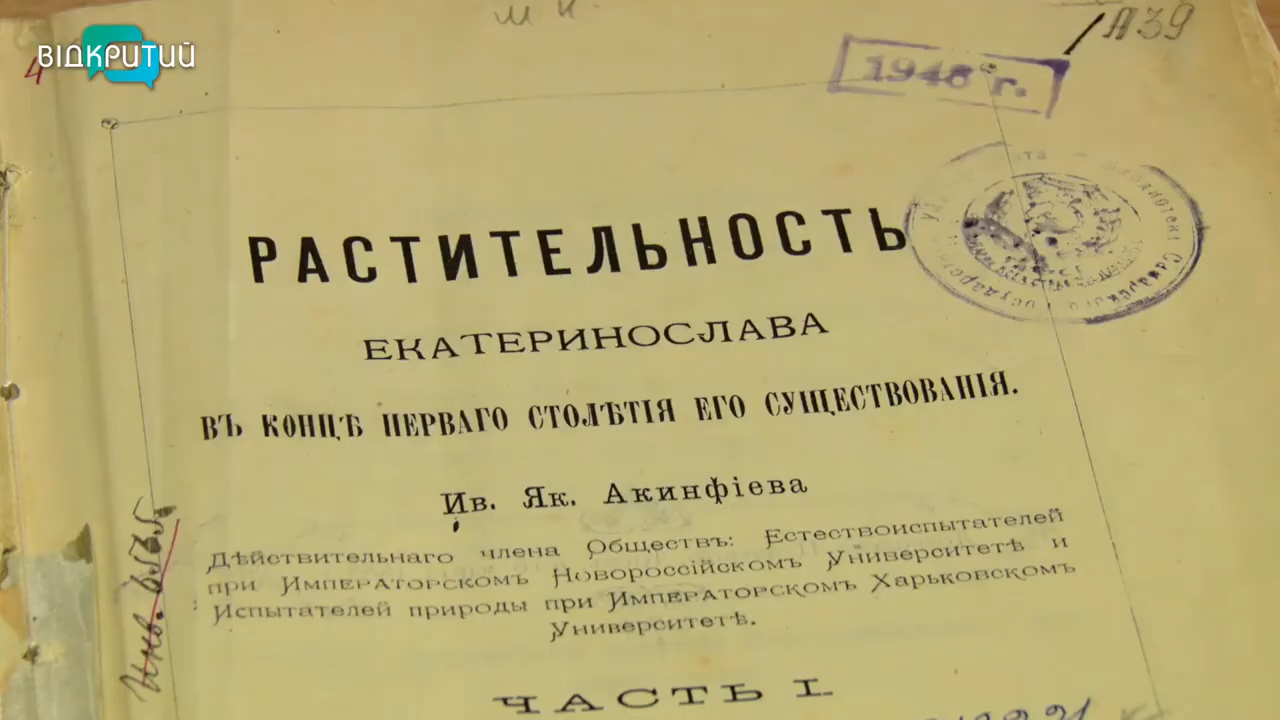 ВІДКРИТИЙ
А39
1948 г.
РАСТИТЕЛЬНОСТЬ
ЕКАТЕРИНОСЛАВА
ВЪ КОНЦѢ ПЕРВАГО СТОЛѢТІЯ ЕГО СУЩЕСТВОВАНІЯ.
Ив. Як. Акинфіева
Дѣйствительнаго члена Обществъ: Естествоиспытателей
при Императорскомъ Новороссійскомъ Университетѣ и
Испытателей природы при Императорскомъ Харьковскомъ
Университетѣ.
ЧАСТЬ I.